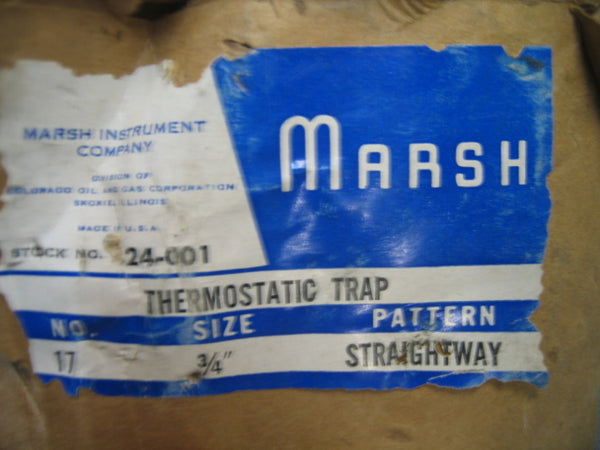 MARSH INSTRUMENT
COMPANY
DIVISION OF
COLORADO OIL AND GAS CORPORATION
SKOKIE, ILLINOIS
MADE IN U.S.A.
STOCK NO. 24-001
MARSH
THERMOSTATIC TRAP
NO. SIZE PATTERN
17 3/4" STRAIGHTWAY